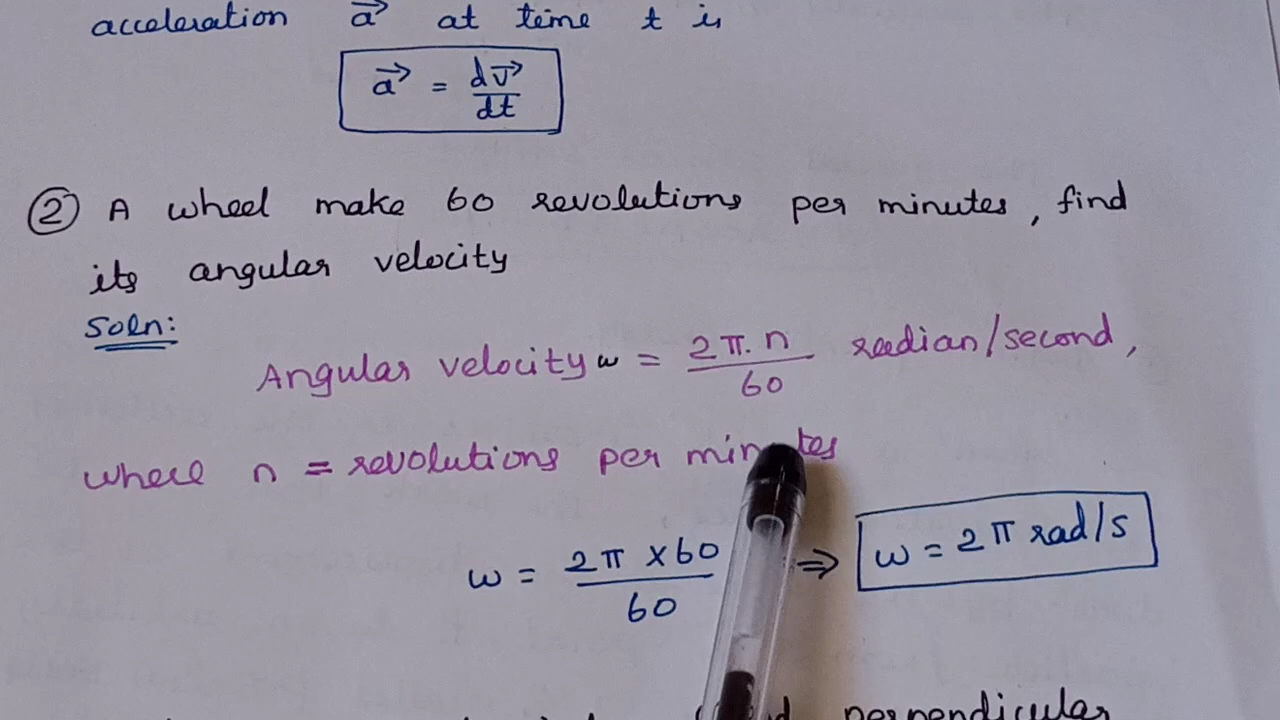 acceleration a⃗ at time t is
a⃗ = dv⃗/dt
② A wheel make 60 revolutions per minutes, find
its angular velocity
Soln:
Angular velocity ω = 2π.n/60 radian/second,
where n = revolutions per minutes
ω = 2π×60/60 ⇒ ω = 2π rad/s
perpendicular